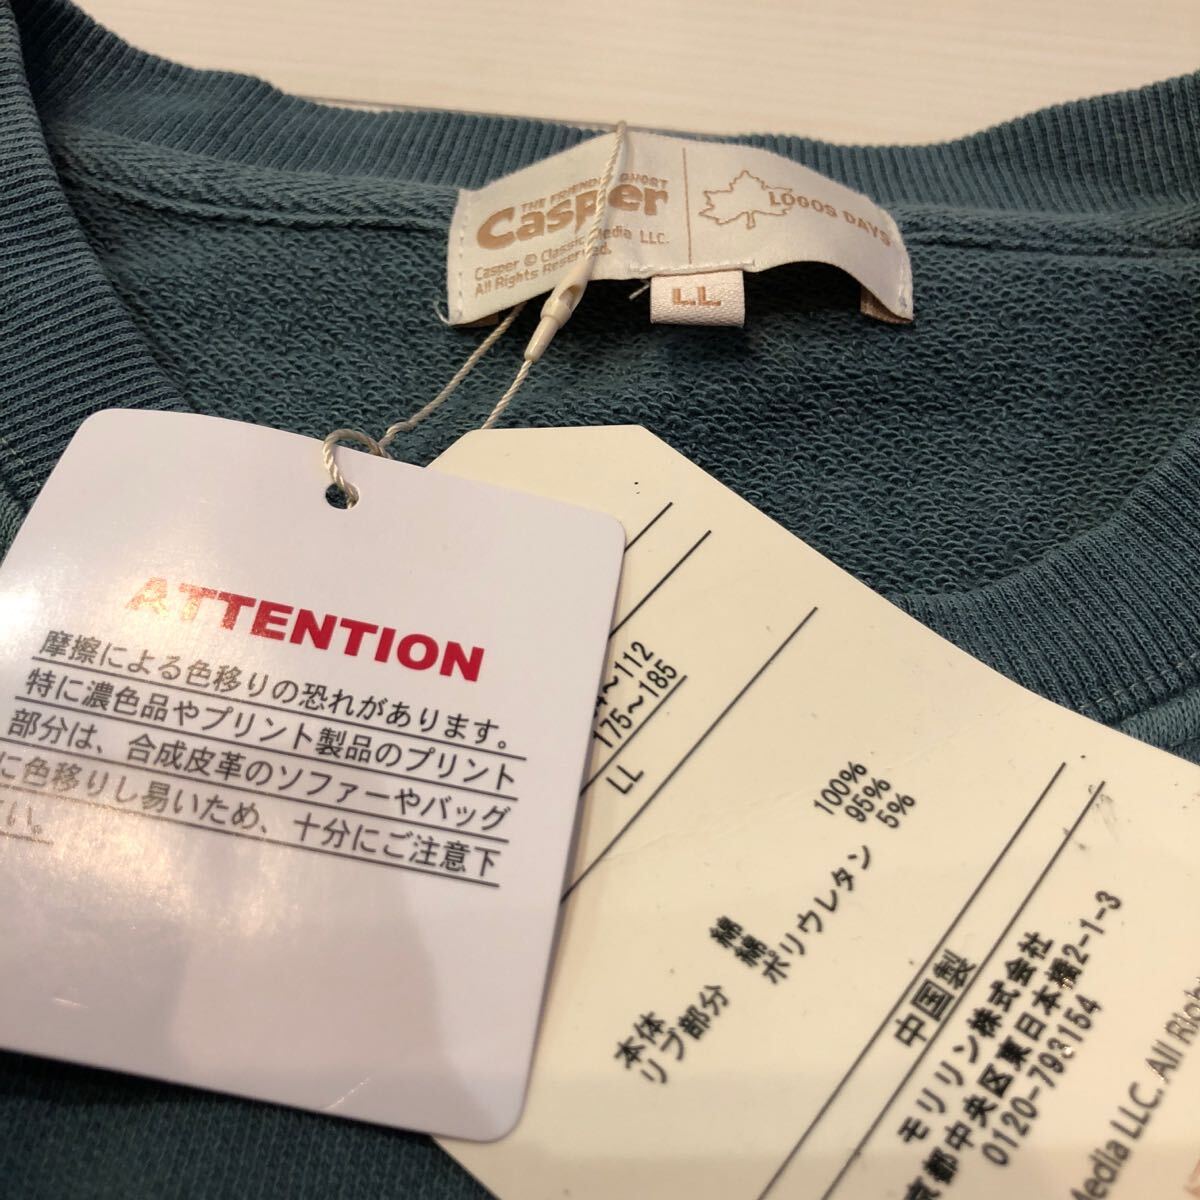 THE FRIENDLY GHOST
Casper
Casper © Classic Media LLC.
All Rights Reserved.
LOGOS DAYS
LL
ATTENTION
摩擦による色移りの恐れがあります。
特に濃色品やプリント製品のプリント
部分は、合成皮革のソファーやバッグ
に色移りし易いため、十分にご注意下
さい。
~112
175~185
LL
本体 綿 100%
リブ部分 綿 95%
ポリウレタン 5%
中国製
モリリン株式会社
京都中央区東日本橋2-1-3
0120-793154
Media LLC. All Right